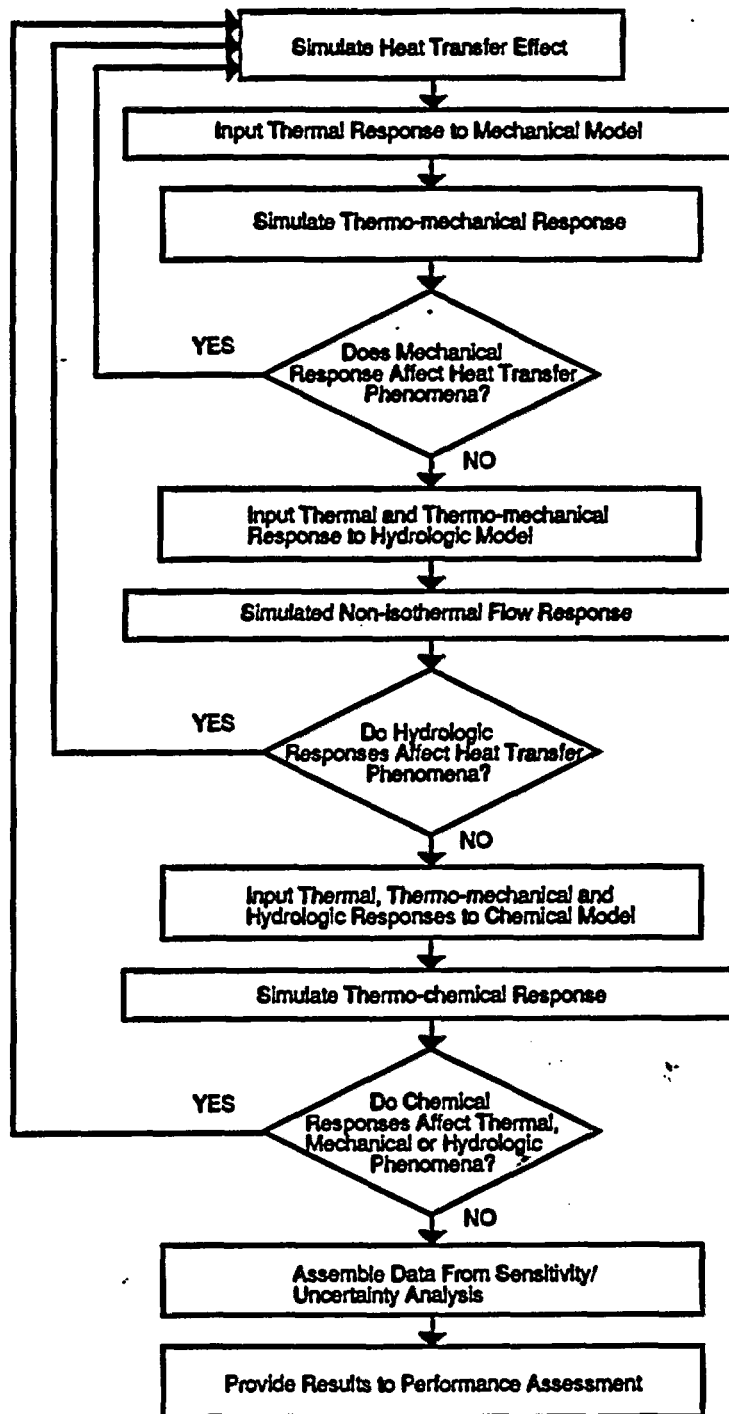 Simulate Heat Transfer Effect
Input Thermal Response to Mechanical Model
Simulate Thermo-mechanical Response
YES
Does Mechanical
Response Affect Heat Transfer
Phenomena?
NO
Input Thermal and Thermo-mechanical
Response to Hydrologic Model
Simulated Non-isothermal Flow Response
YES
Do Hydrologic
Responses Affect Heat Transfer
Phenomena?
NO
Input Thermal, Thermo-mechanical and
Hydrologic Responses to Chemical Model
Simulate Thermo-chemical Response
YES
Do Chemical
Responses Affect Thermal,
Mechanical or Hydrologic
Phenomena?
NO
Assemble Data From Sensitivity/
Uncertainty Analysis
Provide Results to Performance Assessment